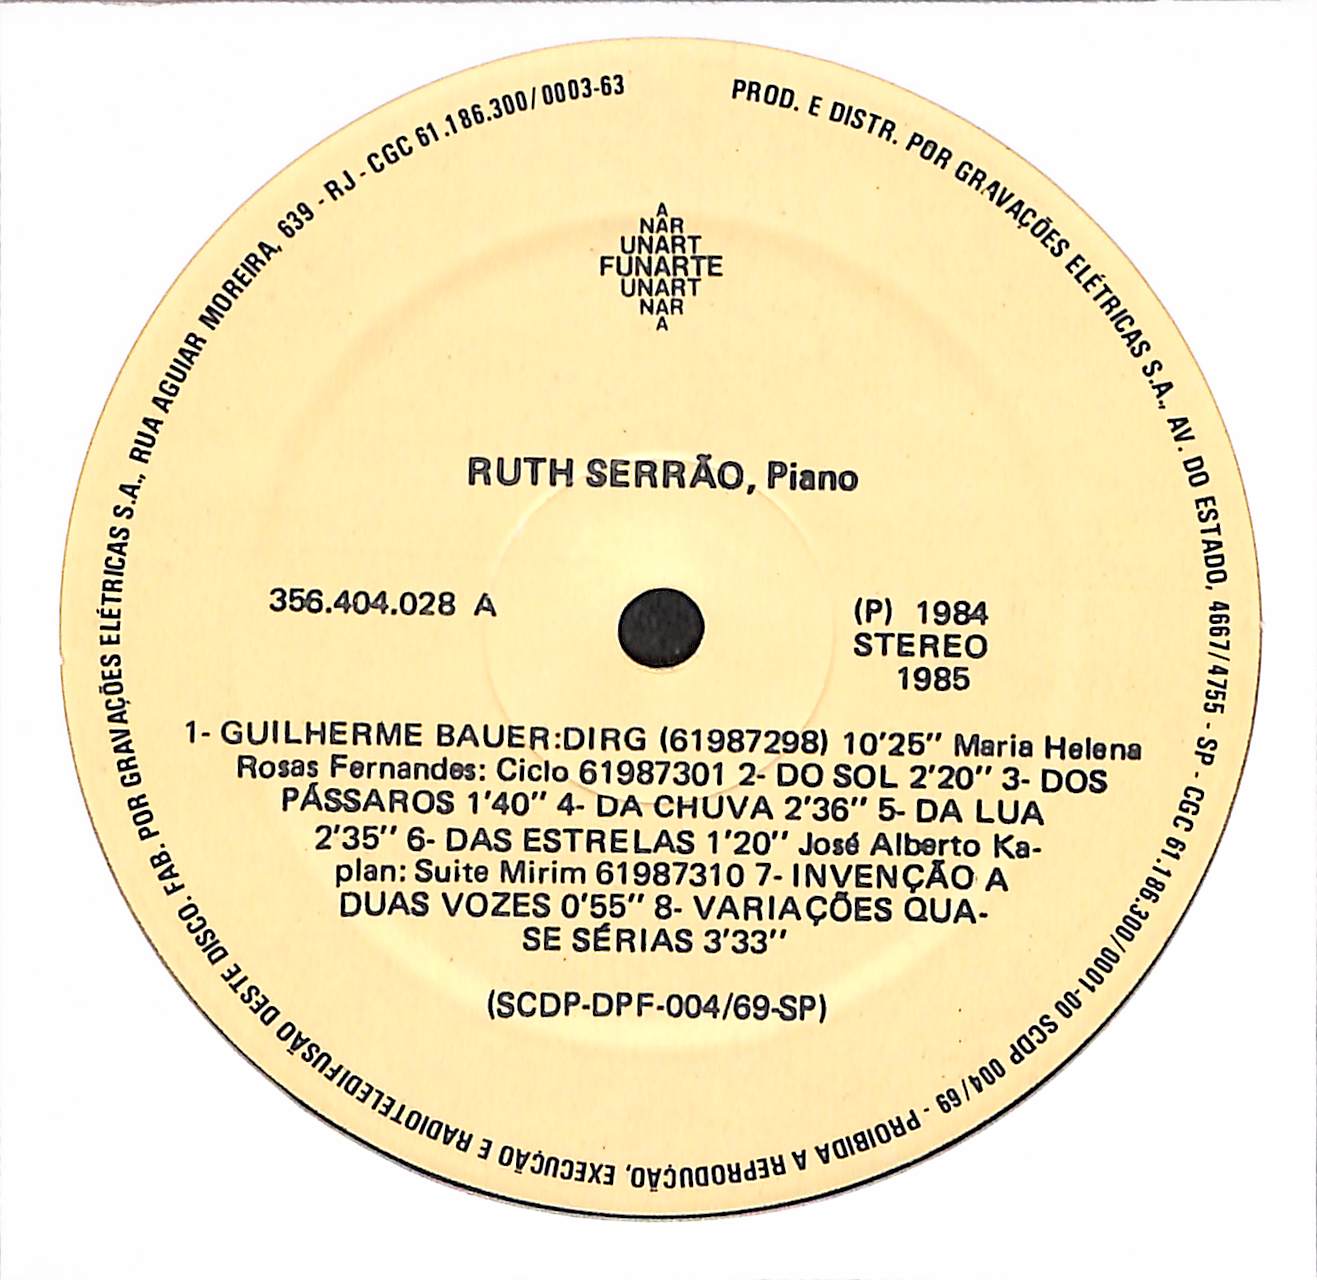 PROD. E DISTR. POR GRAVAÇÕES ELÉTRICAS S.A., AV. DO ESTADO, 4667/4755 - SP - CGC 61.186.300/0001-00 SCDP 004/69 - PROIBIDA A REPRODUÇÃO, EXECUÇÃO E RADIOTELEDIFUSÃO DESTE DISCO. FAB. POR GRAVAÇÕES ELÉTRICAS S.A., RUA AGUIAR MOREIRA, 639 - RJ - CGC 61.186.300/0003-63
A
NAR
UNART
FUNARTE
UNART
NAR
A
RUTH SERRÃO, Piano
356.404.028 A
(P) 1984
STEREO
1985
1- GUILHERME BAUER:DIRG (61987298) 10'25" Maria Helena
Rosas Fernandes: Ciclo 61987301 2- DO SOL 2'20" 3- DOS
PÁSSAROS 1'40" 4- DA CHUVA 2'36" 5- DA LUA
2'35" 6- DAS ESTRELAS 1'20" José Alberto Ka-
plan: Suite Mirim 61987310 7- INVENÇÃO A
DUAS VOZES 0'55" 8- VARIAÇÕES QUA-
SE SÉRIAS 3'33"
(SCDP-DPF-004/69-SP)